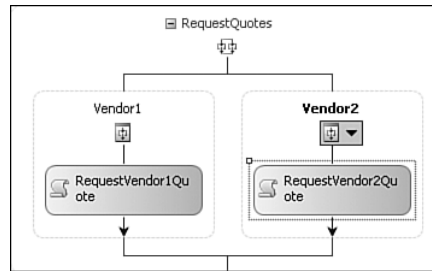 RequestQuotes
Vendor1
Vendor2
RequestVendor1Qu
ote
RequestVendor2Qu
ote